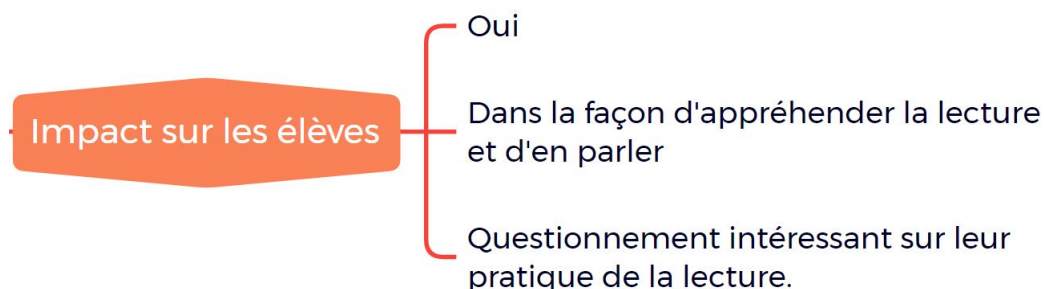 Impact sur les élèves
Oui
Dans la façon d'appréhender la lecture
et d'en parler
Questionnement intéressant sur leur
pratique de la lecture.